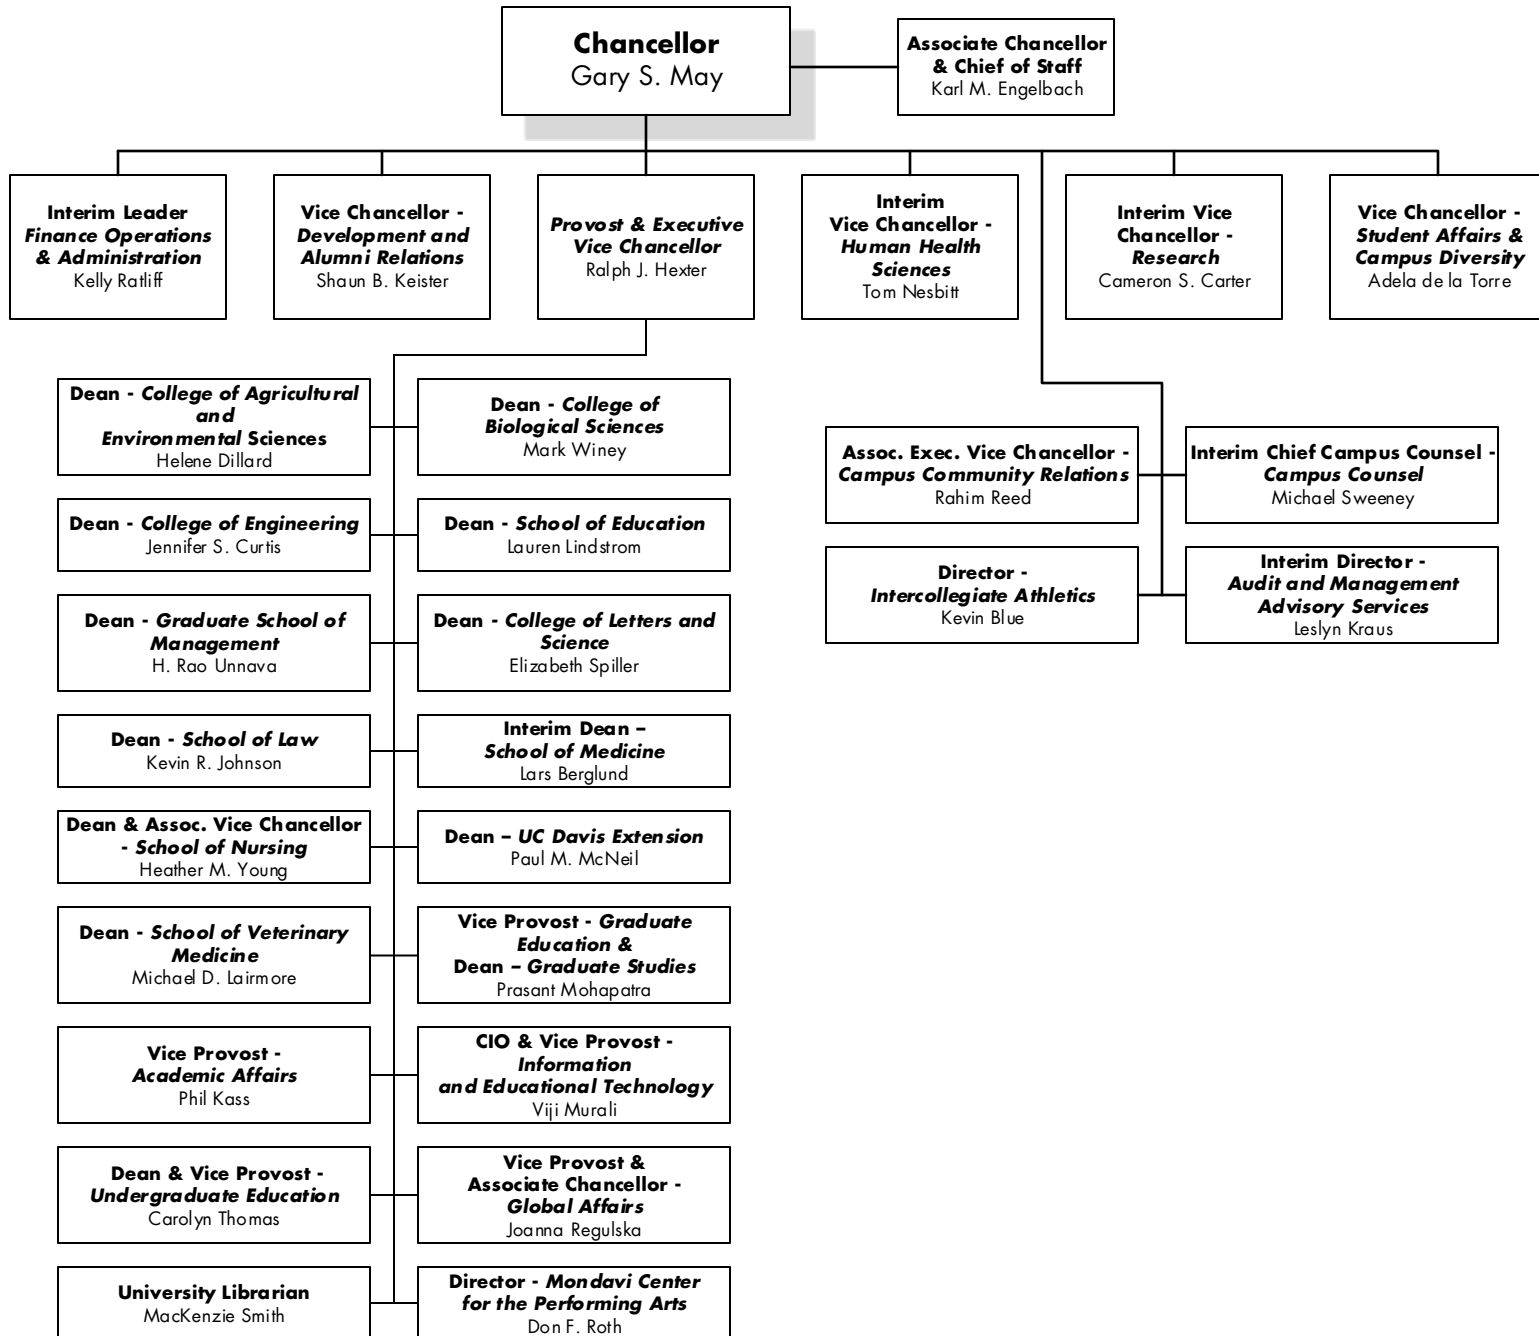 Chancellor
Gary S. May
Associate Chancellor
& Chief of Staff
Karl M. Engelbach
Interim Leader
Finance Operations
& Administration
Kelly Ratliff
Vice Chancellor -
Development and
Alumni Relations
Shaun B. Keister
Provost & Executive
Vice Chancellor
Ralph J. Hexter
Interim
Vice Chancellor -
Human Health
Sciences
Tom Nesbitt
Interim Vice
Chancellor -
Research
Cameron S. Carter
Vice Chancellor -
Student Affairs &
Campus Diversity
Adela de la Torre
Dean - College of Agricultural
and
Environmental Sciences
Helene Dillard
Dean - College of
Biological Sciences
Mark Winey
Dean - College of Engineering
Jennifer S. Curtis
Dean - School of Education
Lauren Lindstrom
Dean - Graduate School of
Management
H. Rao Unnava
Dean - College of Letters and
Science
Elizabeth Spiller
Dean - School of Law
Kevin R. Johnson
Interim Dean –
School of Medicine
Lars Berglund
Dean & Assoc. Vice Chancellor
- School of Nursing
Heather M. Young
Dean – UC Davis Extension
Paul M. McNeil
Dean - School of Veterinary
Medicine
Michael D. Lairmore
Vice Provost - Graduate
Education &
Dean – Graduate Studies
Prasant Mohapatra
Vice Provost -
Academic Affairs
Phil Kass
CIO & Vice Provost -
Information
and Educational Technology
Viji Murali
Dean & Vice Provost -
Undergraduate Education
Carolyn Thomas
Vice Provost &
Associate Chancellor -
Global Affairs
Joanna Regulska
University Librarian
MacKenzie Smith
Director - Mondavi Center
for the Performing Arts
Don F. Roth
Assoc. Exec. Vice Chancellor -
Campus Community Relations
Rahim Reed
Interim Chief Campus Counsel -
Campus Counsel
Michael Sweeney
Director -
Intercollegiate Athletics
Kevin Blue
Interim Director -
Audit and Management
Advisory Services
Leslyn Kraus